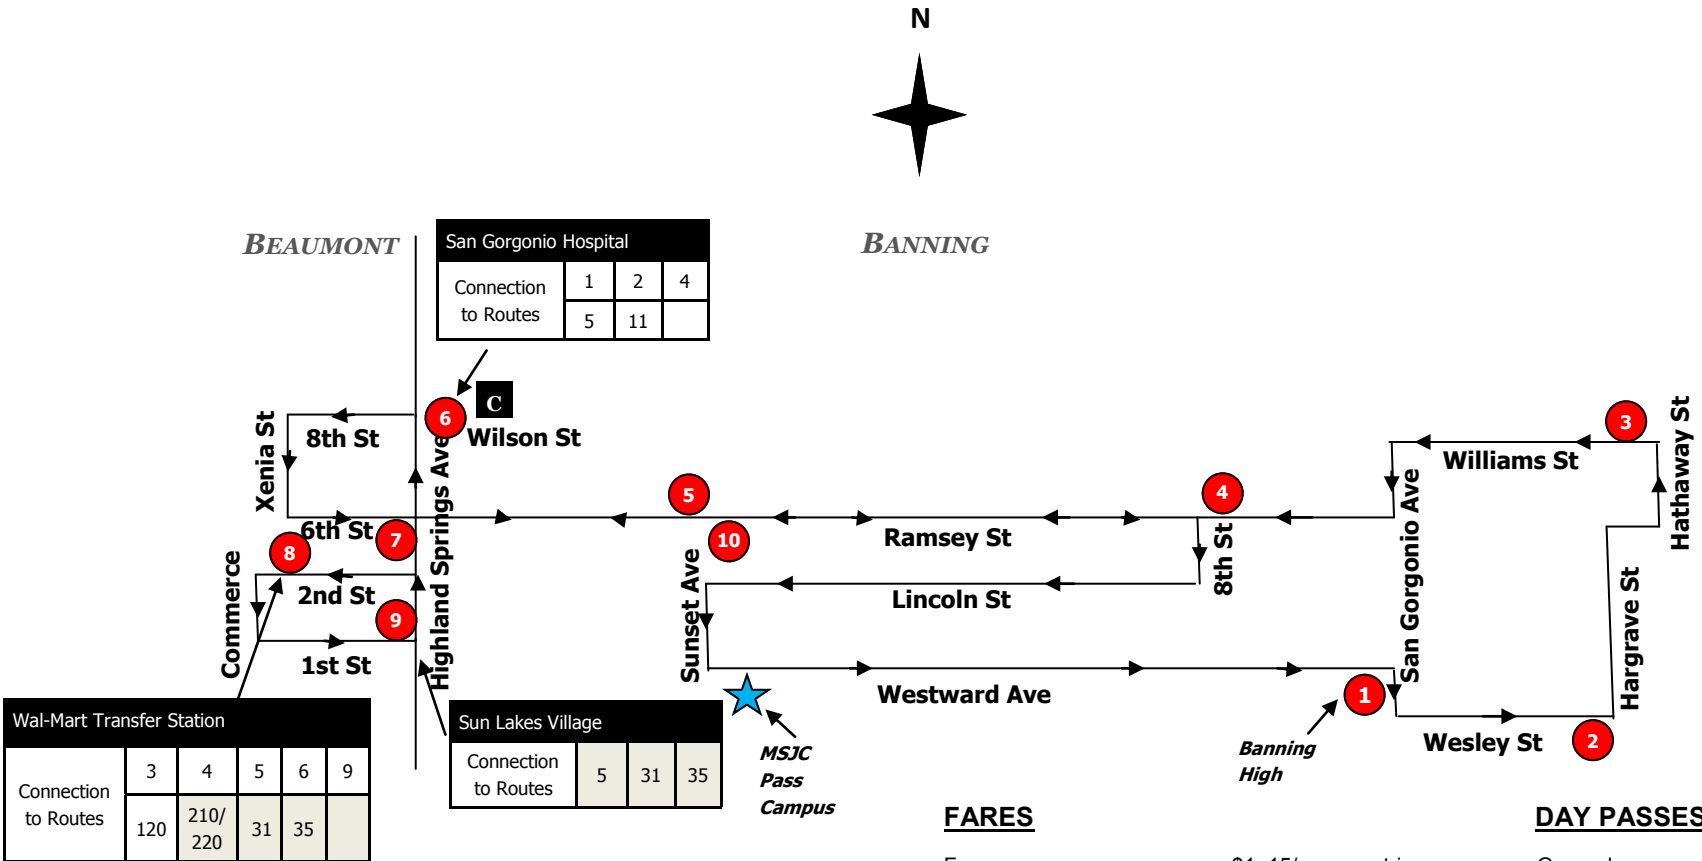 N
BEAUMONT
BANNING
San Gorgonio Hospital
Connection
to Routes
1 2 4
5 11
C
6
Wilson St
8th St
Xenia St
6th St
7
8
2nd St
Commerce
9
1st St
Highland Springs Ave
5
10
Ramsey St
4
8th St
Lincoln St
Sunset Ave
Westward Ave
San Gorgonio Ave
Williams St
3
Hathaway St
Hargrave St
1
Wesley St
2
Banning
High
MSJC
Pass
Campus
Wal-Mart Transfer Station
Connection
to Routes
3 4 5 6 9
120 210/
220 31 35
Sun Lakes Village
Connection
to Routes
5 31 35
FARES
DAY PASSES